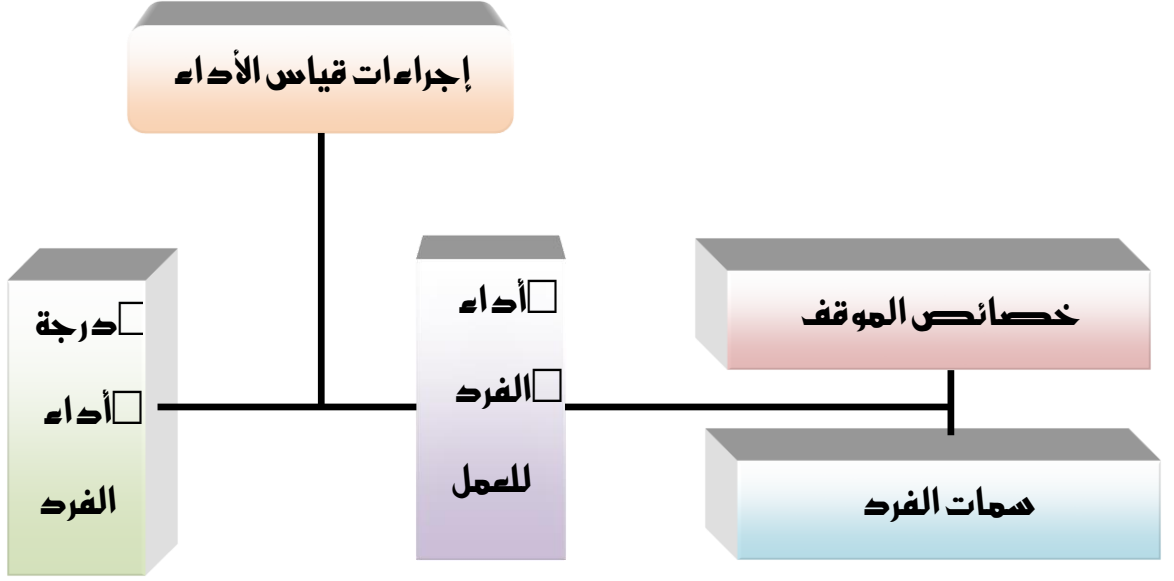 إجراءات قياس الأداء
خصائص الموقف
سمات الفرد
أداء
الفرد
للعمل
درجة
أداء
الفرد